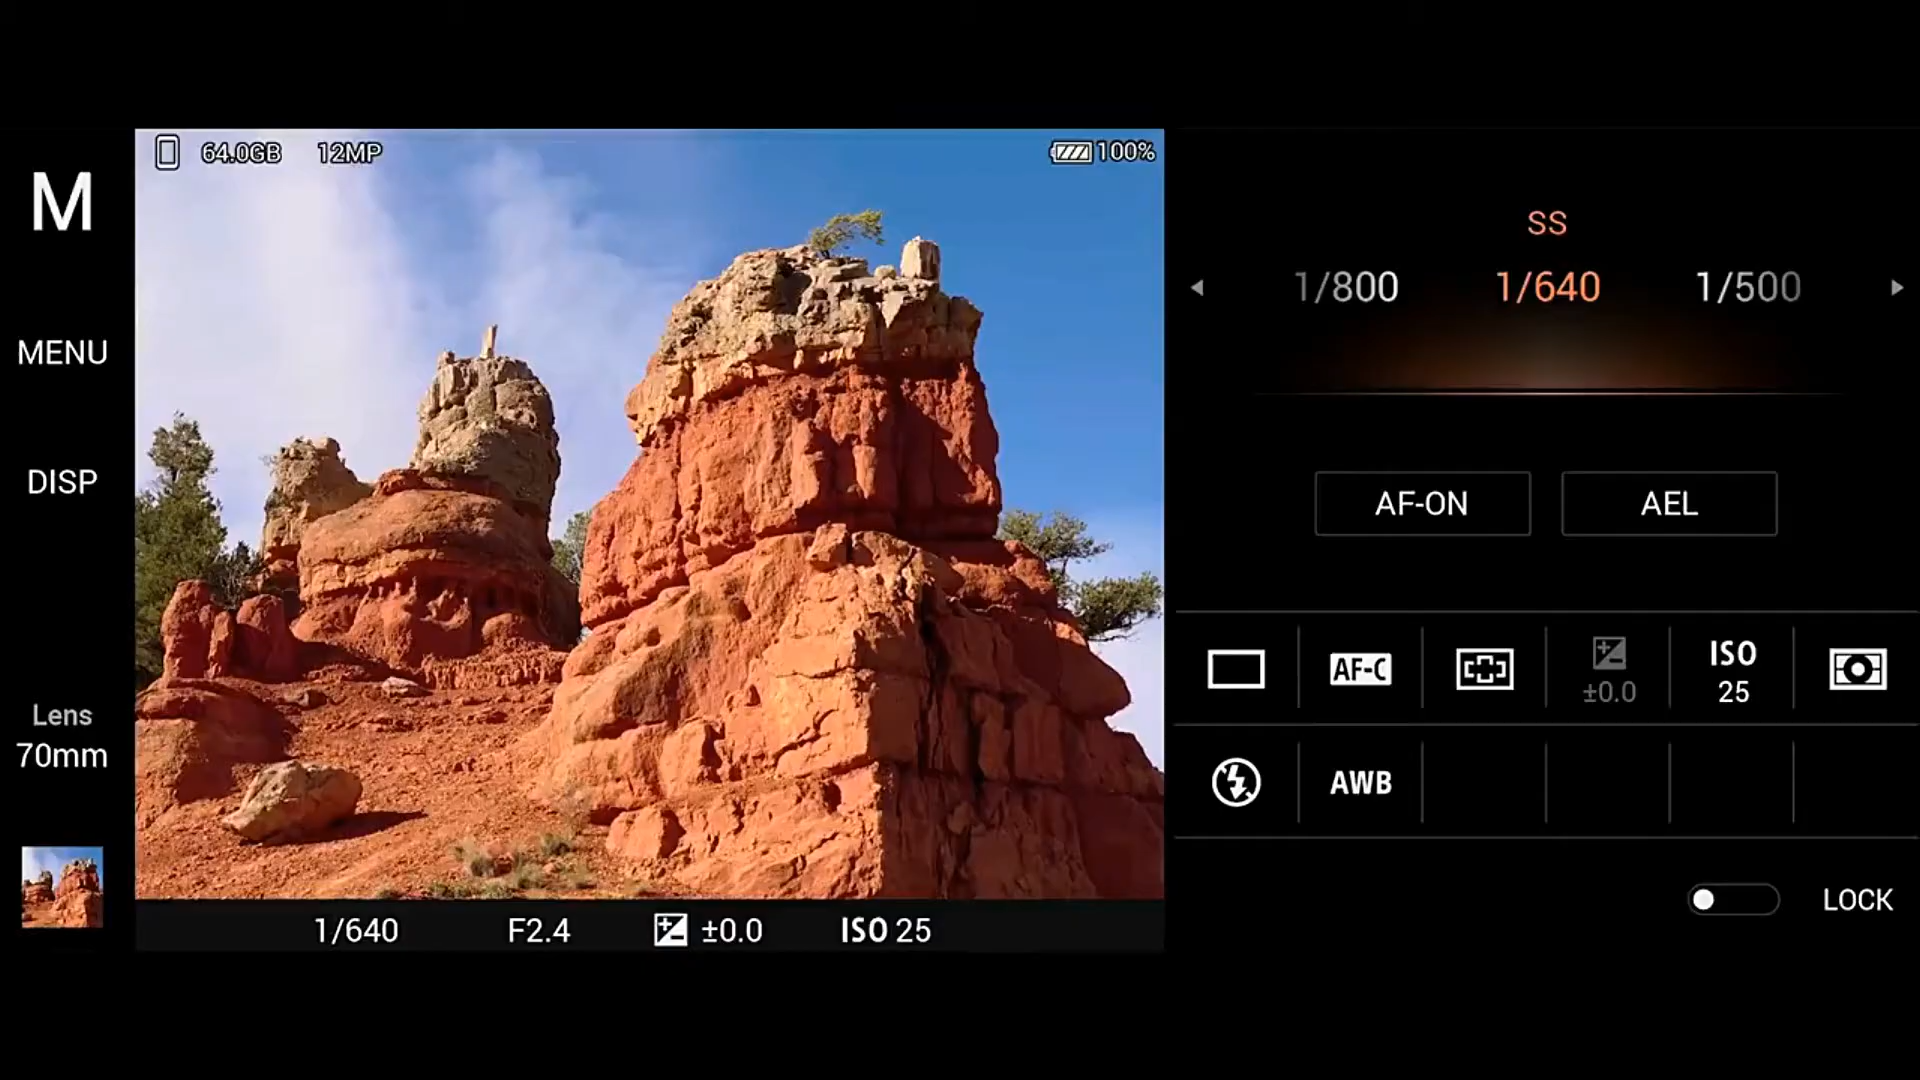 64.0GB 12MP 100%
M
MENU
DISP
Lens
70mm
1/640 F2.4 ±0.0 ISO 25
SS
1/800 1/640 1/500
AF-ON AEL
AF-C ±0.0 ISO 25
AWB
LOCK